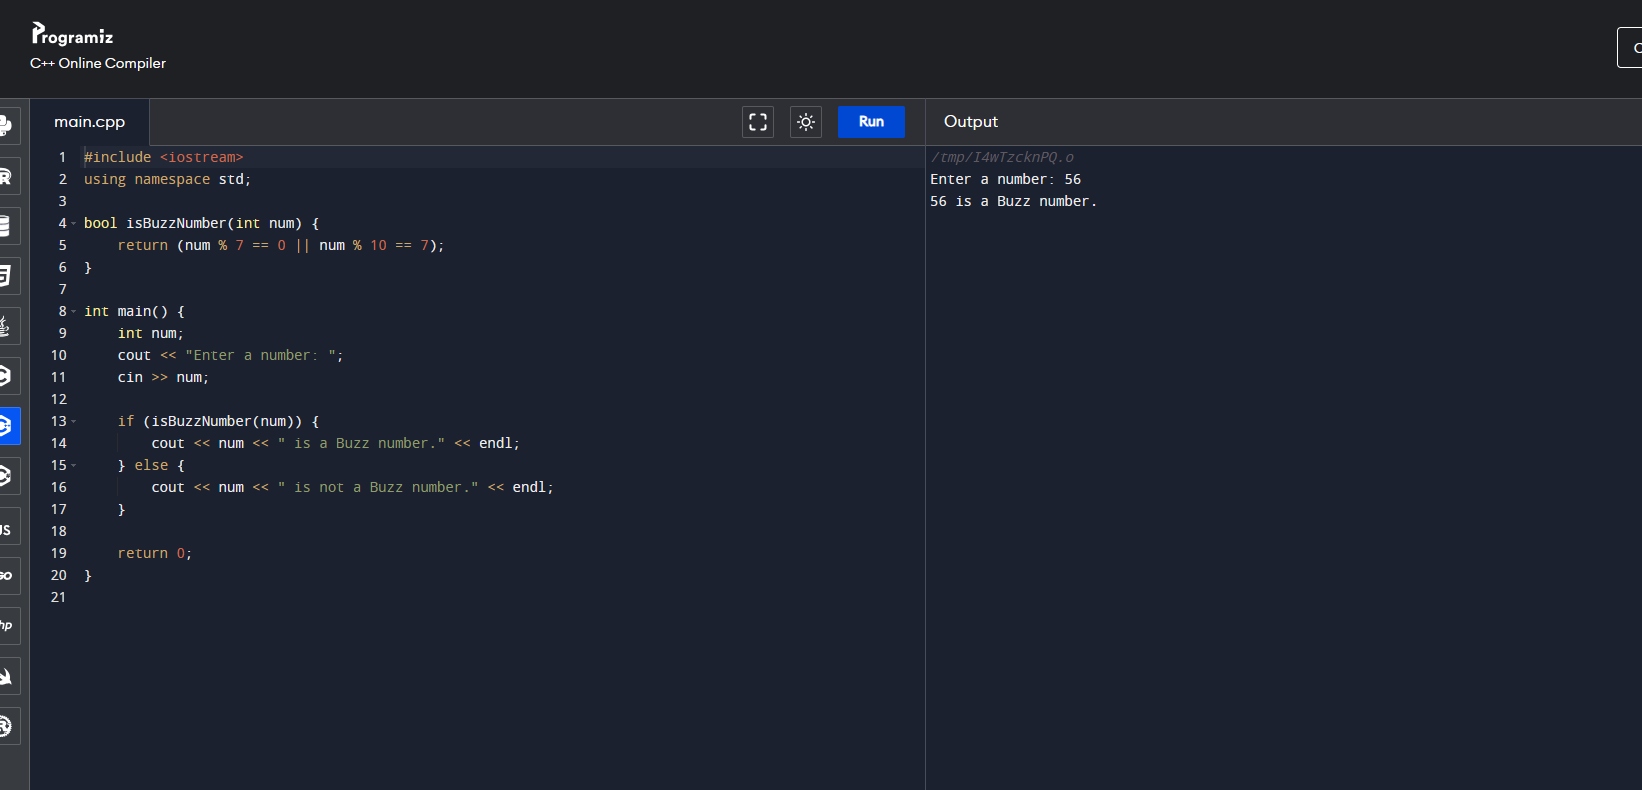 Programiz
C++ Online Compiler
main.cpp
Run
Output
1 #include <iostream>
2 using namespace std;
3
4 bool isBuzzNumber(int num) {
5     return (num % 7 == 0 || num % 10 == 7);
6 }
7
8 int main() {
9     int num;
10     cout << "Enter a number: ";
11     cin >> num;
12
13     if (isBuzzNumber(num)) {
14         cout << num << " is a Buzz number." << endl;
15     } else {
16         cout << num << " is not a Buzz number." << endl;
17     }
18
19     return 0;
20 }
21
/tmp/I4wTzcknPQ.o
Enter a number: 56
56 is a Buzz number.